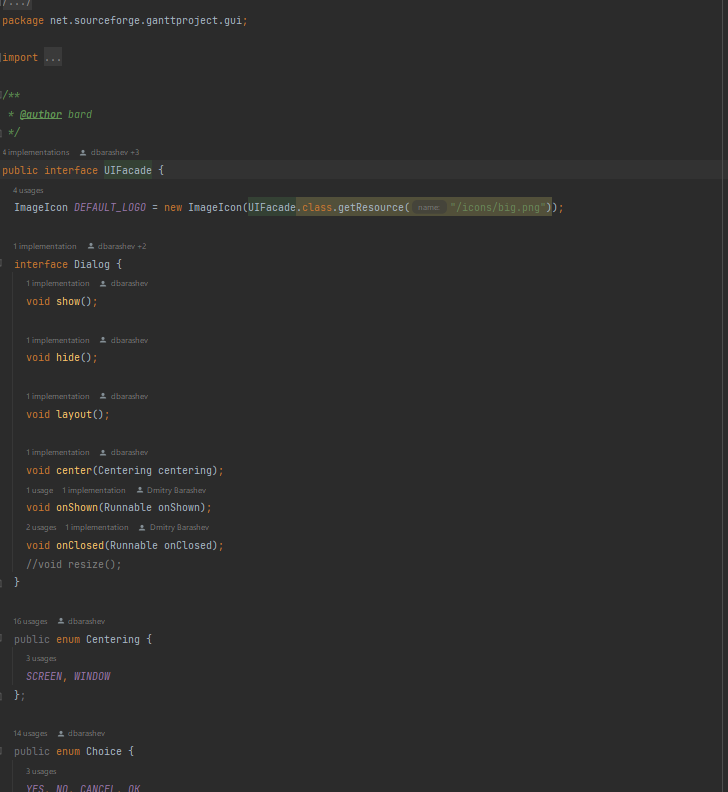 /.../
package net.sourceforge.ganttproject.gui;
import ...
/**
* @author bard
*/
4 implementations dbarashev +3
public interface UIFacade {
4 usages
ImageIcon DEFAULT_LOGO = new ImageIcon(UIFacade.class.getResource( name: "/icons/big.png"));
1 implementation dbarashev +2
interface Dialog {
1 implementation dbarashev
void show();
1 implementation dbarashev
void hide();
1 implementation dbarashev
void layout();
1 implementation dbarashev
void center(Centering centering);
1 usage 1 implementation Dmitry Barashev
void onShown(Runnable onShown);
2 usages 1 implementation Dmitry Barashev
void onClosed(Runnable onClosed);
//void resize();
}
16 usages dbarashev
public enum Centering {
3 usages
SCREEN, WINDOW
};
14 usages dbarashev
public enum Choice {
3 usages
YES, NO, CANCEL, OK